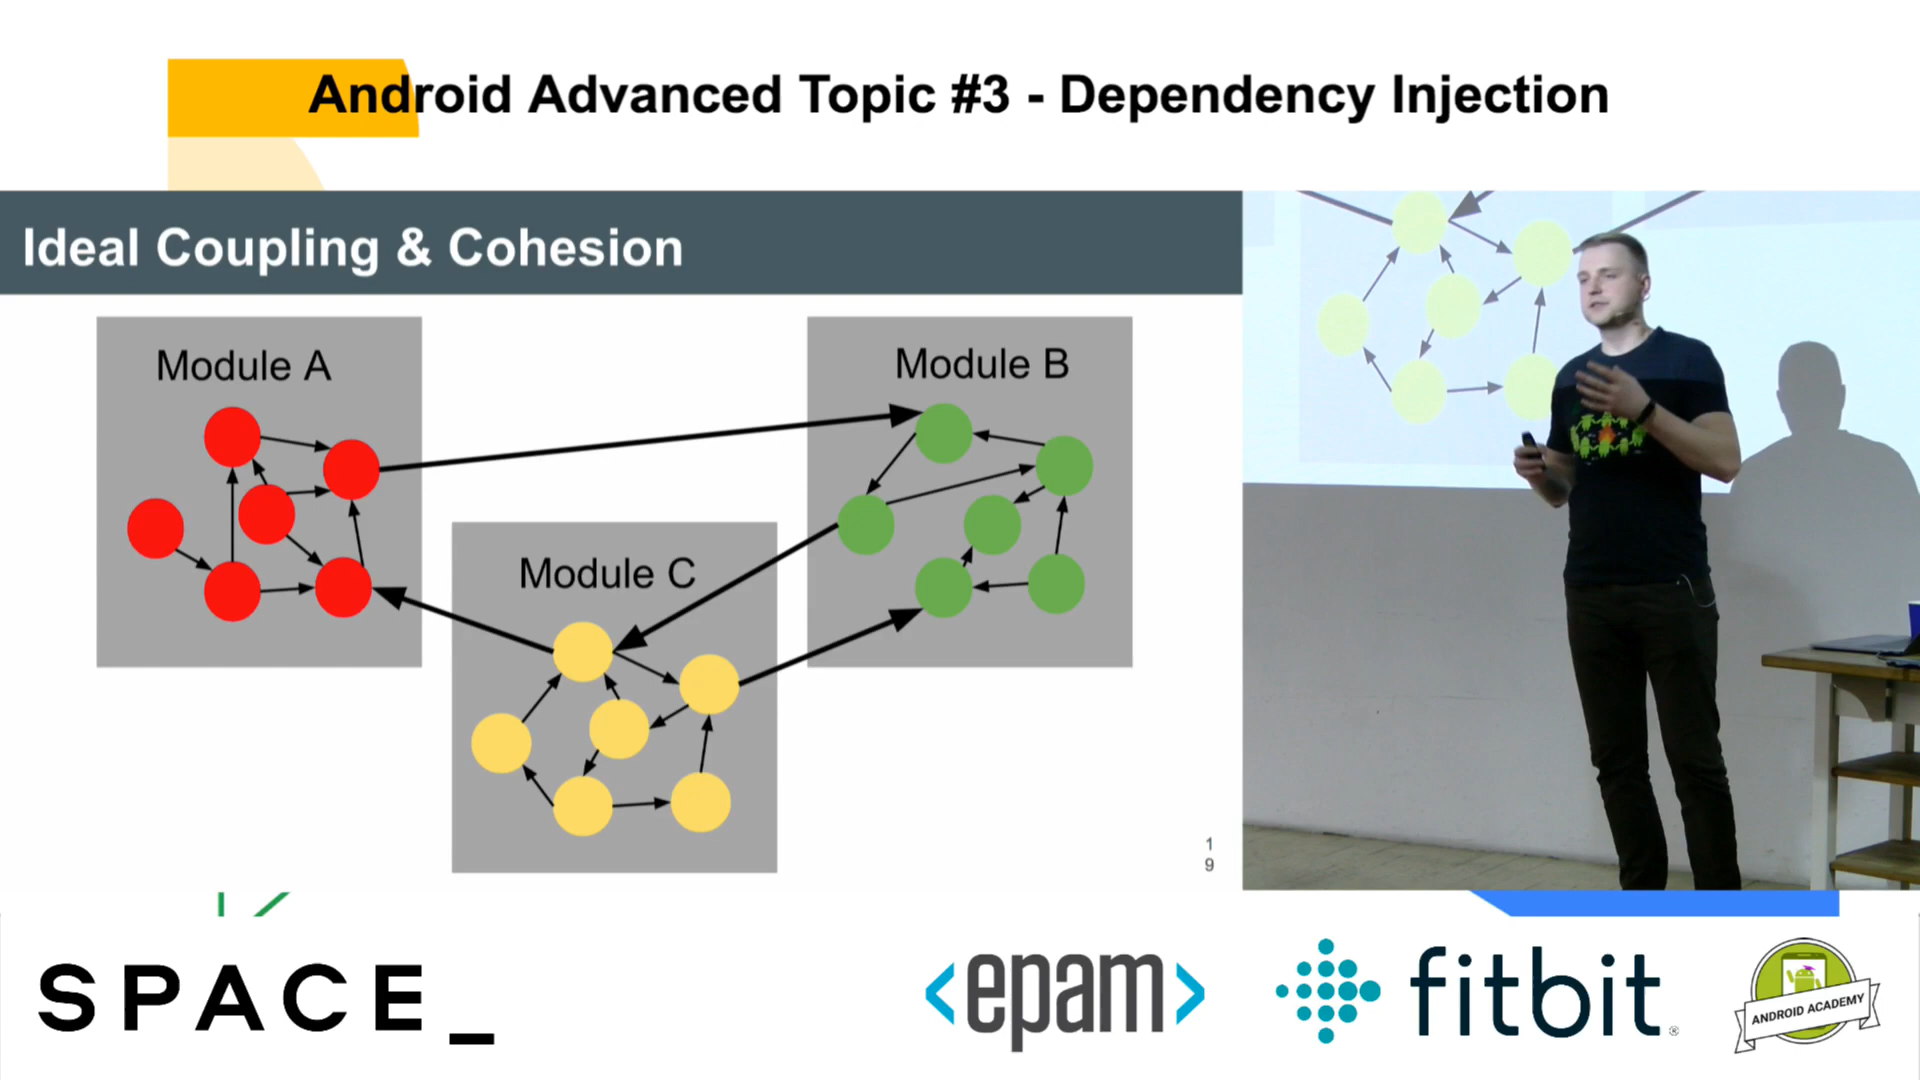 Android Advanced Topic #3 - Dependency Injection
Ideal Coupling & Cohesion
Module A
Module B
Module C
1
9
SPACE_
<epam>
fitbit
®
ANDROID ACADEMY